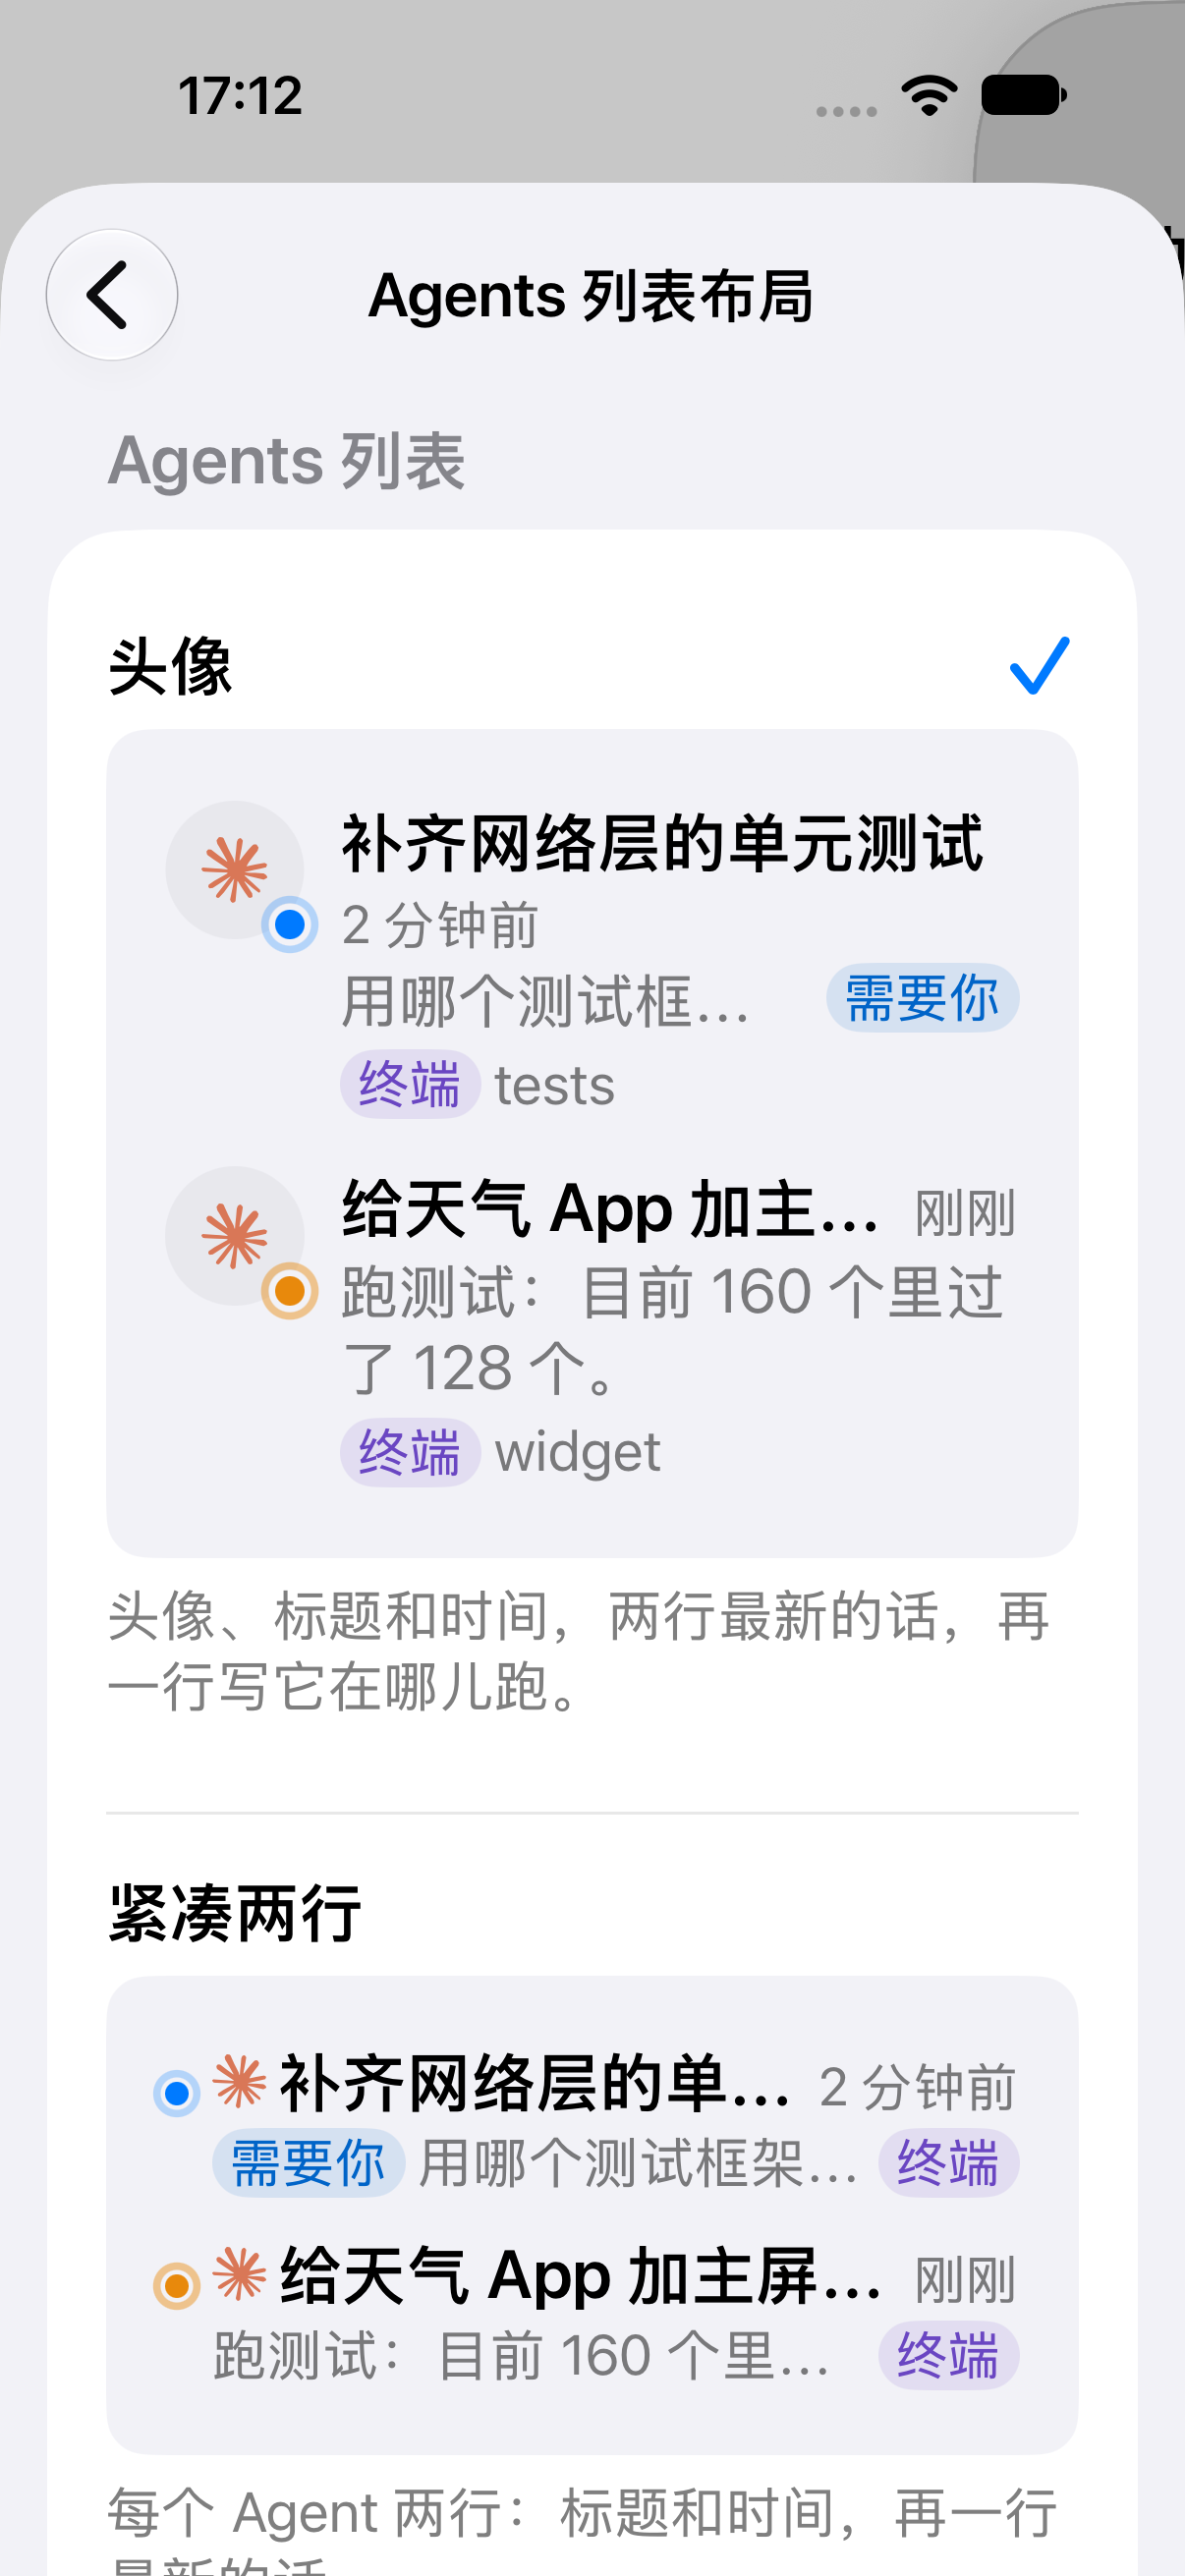 17:12
Agents 列表布局
Agents 列表
头像
补齐网络层的单元测试
2 分钟前
用哪个测试框… 需要你
终端 tests
给天气 App 加主… 刚刚
跑测试：目前 160 个里过
了 128 个。
终端 widget
头像、标题和时间，两行最新的话，再
一行写它在哪儿跑。
紧凑两行
补齐网络层的单… 2 分钟前
需要你 用哪个测试框架… 终端
给天气 App 加主屏… 刚刚
跑测试：目前 160 个里… 终端
每个 Agent 两行：标题和时间，再一行
最新的话